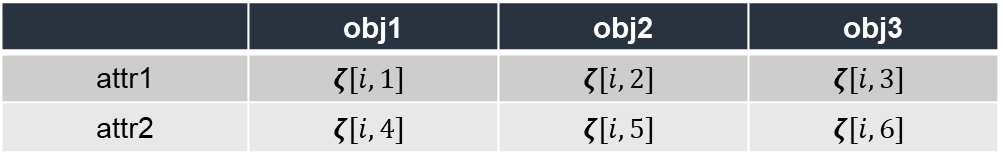 obj1 obj2 obj3
attr1 𝜻[𝑖, 1] 𝜻[𝑖, 2] 𝜻[𝑖, 3]
attr2 𝜻[𝑖, 4] 𝜻[𝑖, 5] 𝜻[𝑖, 6]